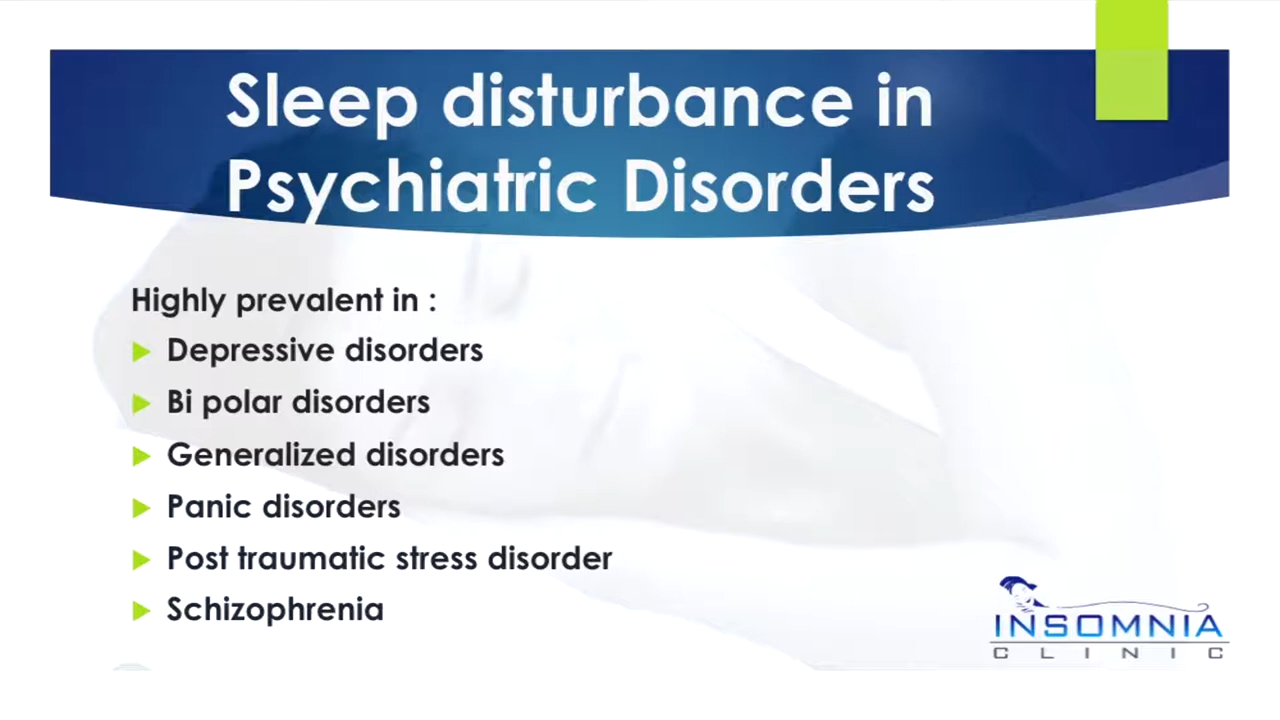 Sleep disturbance in
Psychiatric Disorders
Highly prevalent in :
Depressive disorders
Bi polar disorders
Generalized disorders
Panic disorders
Post traumatic stress disorder
Schizophrenia
INSOMNIA
CLINIC